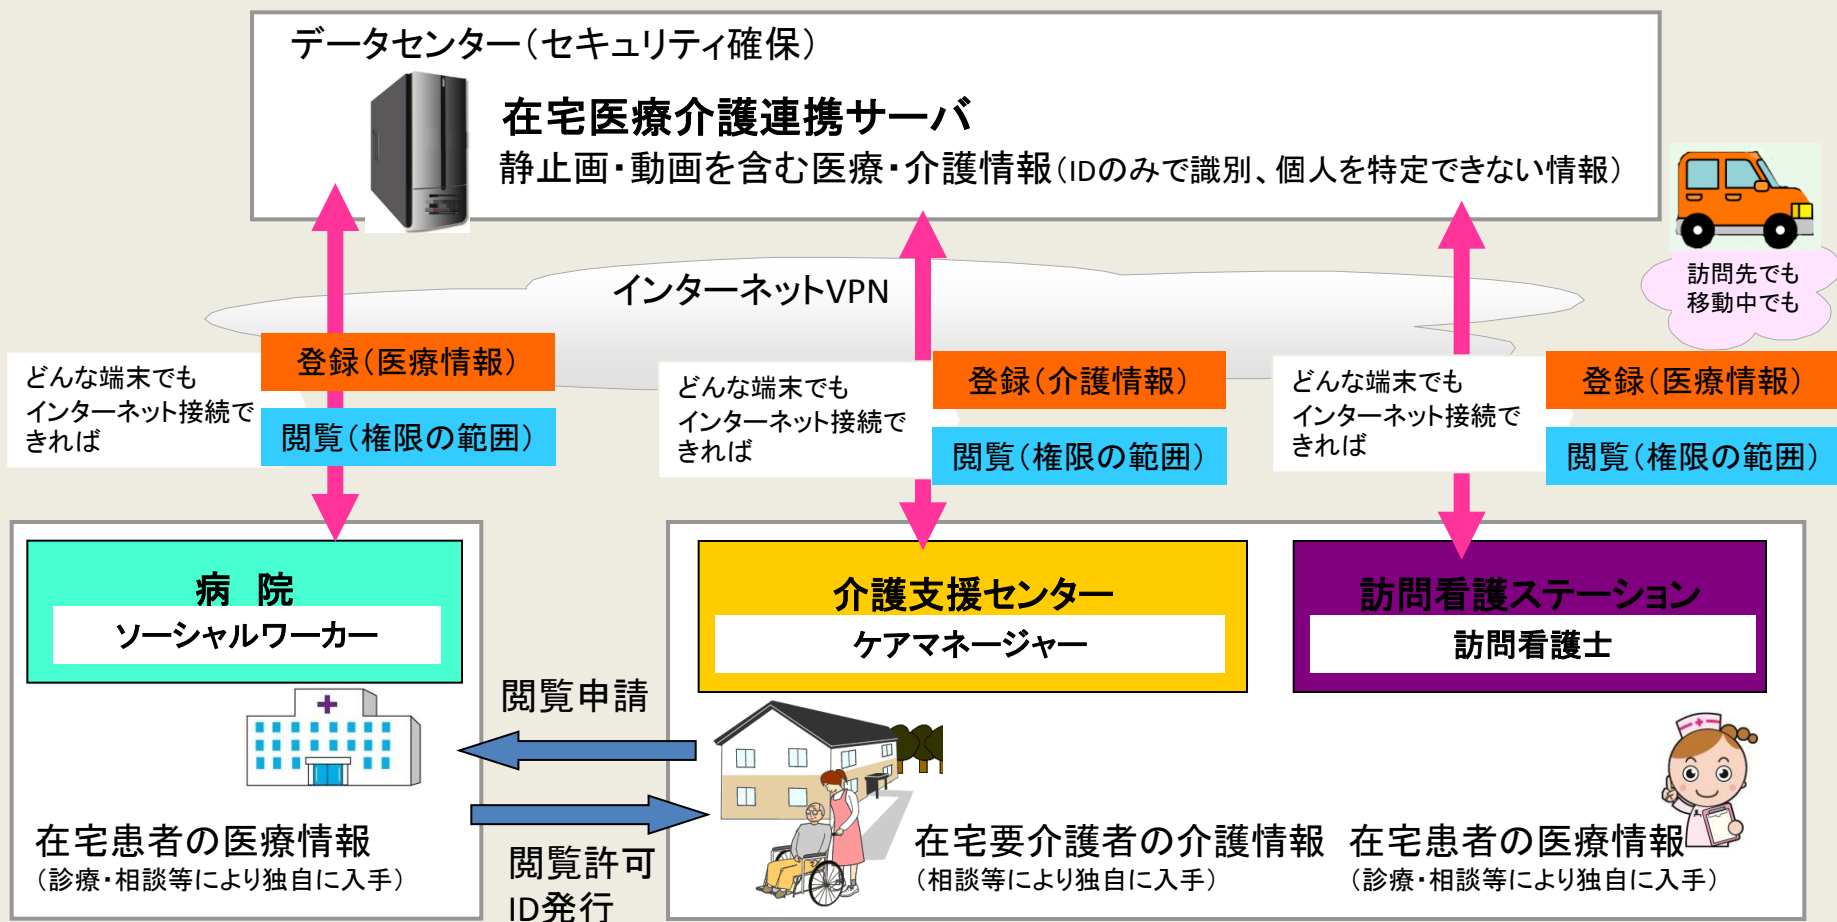 データセンター（セキュリティ確保）
在宅医療介護連携サーバ
静止画・動画を含む医療・介護情報（IDのみで識別、個人を特定できない情報）
訪問先でも
移動中でも
インターネットVPN
どんな端末でも
インターネット接続で
きれば
登録（医療情報）
閲覧（権限の範囲）
どんな端末でも
インターネット接続で
きれば
登録（介護情報）
閲覧（権限の範囲）
どんな端末でも
インターネット接続で
きれば
登録（医療情報）
閲覧（権限の範囲）
病　院
ソーシャルワーカー
介護支援センター
ケアマネージャー
訪問看護ステーション
訪問看護士
閲覧申請
閲覧許可
ID発行
在宅患者の医療情報
（診療・相談等により独自に入手）
在宅要介護者の介護情報
（相談等により独自に入手）
在宅患者の医療情報
（診療・相談等により独自に入手）